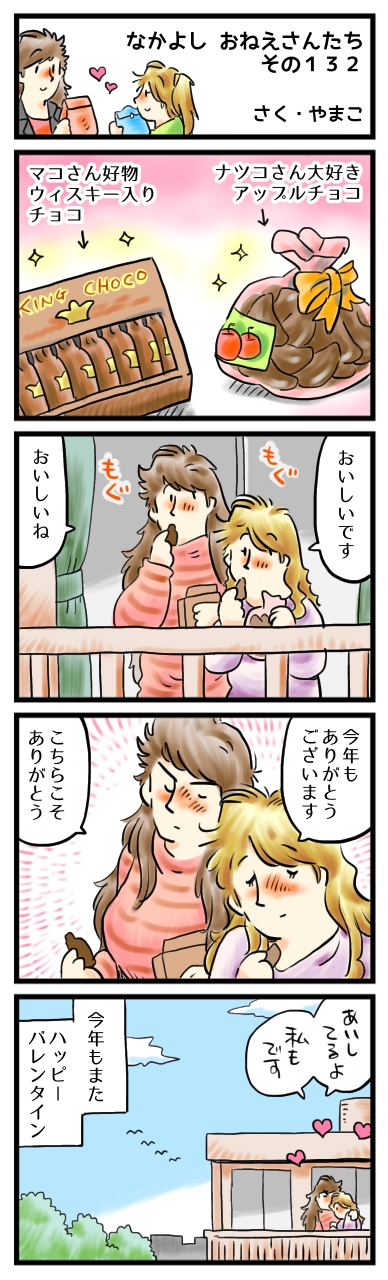 なかよし おねえさんたち
その１３２
さく・やまこ
ナツコさん大好き
アップルチョコ
マコさん好物
ウィスキー入り
チョコ
KING CHOCO
おいしいです
もぐ
もぐ
おいしいね
今年も
ありがとう
ございます
こちらこそ
ありがとう
あいし
てるよ
私も
です
今年もまた
ハッピー
バレンタイン